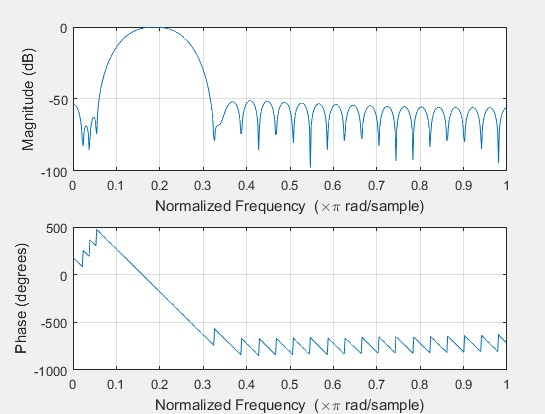 0
-50
-100
Magnitude (dB)
0 0.1 0.2 0.3 0.4 0.5 0.6 0.7 0.8 0.9 1
Normalized Frequency (×π rad/sample)
500
0
-500
-1000
Phase (degrees)
0 0.1 0.2 0.3 0.4 0.5 0.6 0.7 0.8 0.9 1
Normalized Frequency (×π rad/sample)